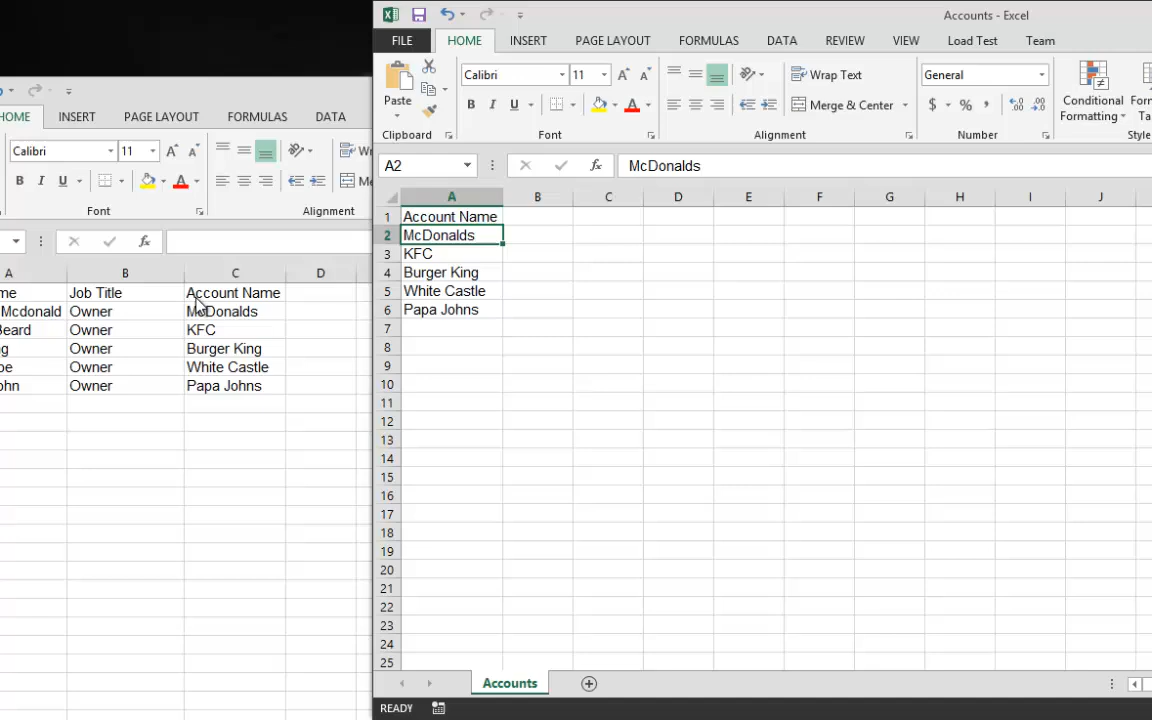 Accounts - Excel
FILE HOME INSERT PAGE LAYOUT FORMULAS DATA REVIEW VIEW Load Test Team
Calibri 11 Wrap Text General
Paste B I U A Merge & Center $ % Conditional
Formatting
Clipboard Font Alignment Number
A2 fx McDonalds
A B C D E F G H I J
1 Account Name
2 McDonalds
3 KFC
4 Burger King
5 White Castle
6 Papa Johns
7
8
9
10
11
12
13
14
15
16
17
18
19
20
21
22
23
24
25
Accounts
READY
HOME INSERT PAGE LAYOUT FORMULAS DATA
Calibri 11
B I U A
Font Alignment
fx
A B C D
Job Title Account Name
Mcdonald Owner McDonalds
Owner KFC
Owner Burger King
Owner White Castle
Owner Papa Johns